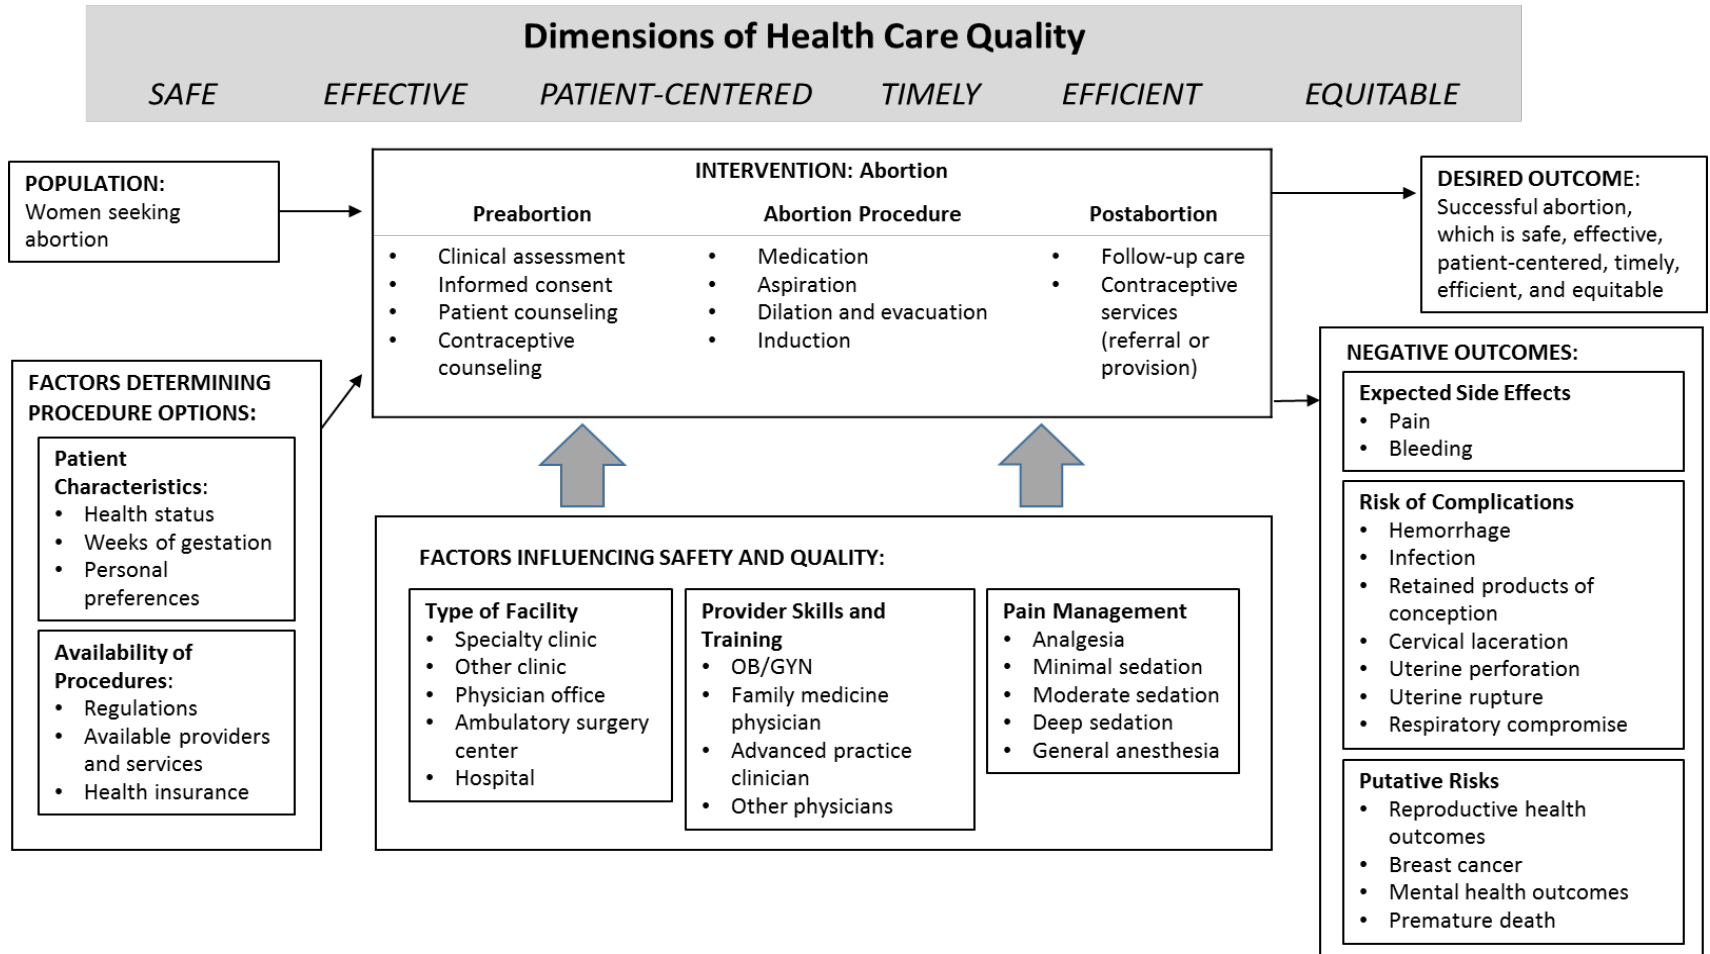 Dimensions of Health Care Quality
SAFE EFFECTIVE PATIENT-CENTERED TIMELY EFFICIENT EQUITABLE
POPULATION:
Women seeking
abortion
INTERVENTION: Abortion
Preabortion
• Clinical assessment
• Informed consent
• Patient counseling
• Contraceptive
counseling
Abortion Procedure
• Medication
• Aspiration
• Dilation and evacuation
• Induction
Postabortion
• Follow-up care
• Contraceptive
services
(referral or
provision)
DESIRED OUTCOME:
Successful abortion,
which is safe, effective,
patient-centered, timely,
efficient, and equitable
FACTORS DETERMINING
PROCEDURE OPTIONS:
Patient
Characteristics:
• Health status
• Weeks of gestation
• Personal
preferences
Availability of
Procedures:
• Regulations
• Available providers
and services
• Health insurance
FACTORS INFLUENCING SAFETY AND QUALITY:
Type of Facility
• Specialty clinic
• Other clinic
• Physician office
• Ambulatory surgery
center
• Hospital
Provider Skills and
Training
• OB/GYN
• Family medicine
physician
• Advanced practice
clinician
• Other physicians
Pain Management
• Analgesia
• Minimal sedation
• Moderate sedation
• Deep sedation
• General anesthesia
NEGATIVE OUTCOMES:
Expected Side Effects
• Pain
• Bleeding
Risk of Complications
• Hemorrhage
• Infection
• Retained products of
conception
• Cervical laceration
• Uterine perforation
• Uterine rupture
• Respiratory compromise
Putative Risks
• Reproductive health
outcomes
• Breast cancer
• Mental health outcomes
• Premature death